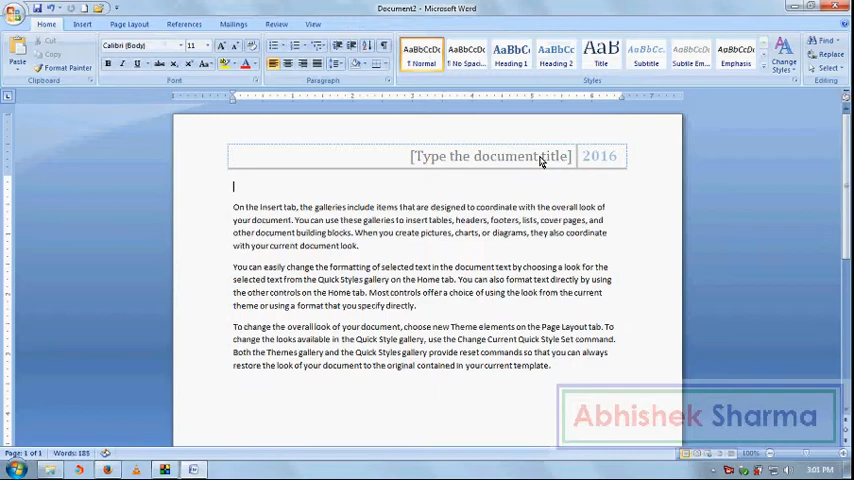 Document2 - Microsoft Word
Home Insert Page Layout References Mailings Review View
Cut
Copy
Format Painter
Paste
Calibri (Body) 11
AaBbCcDc AaBbCcDc AaBbCc AaBbCc AaB AaBbCc. AaBbCcDc AaBbCcDc
¶ Normal ¶ No Spaci... Heading 1 Heading 2 Title Subtitle Subtle Em... Emphasis
Change Styles
Find
Replace
Select
Clipboard Font Paragraph Styles Editing
[Type the document title] 2016
On the Insert tab, the galleries include items that are designed to coordinate with the overall look of
your document. You can use these galleries to insert tables, headers, footers, lists, cover pages, and
other document building blocks. When you create pictures, charts, or diagrams, they also coordinate
with your current document look.
You can easily change the formatting of selected text in the document text by choosing a look for the
selected text from the Quick Styles gallery on the Home tab. You can also format text directly by using
the other controls on the Home tab. Most controls offer a choice of using the look from the current
theme or using a format that you specify directly.
To change the overall look of your document, choose new Theme elements on the Page Layout tab. To
change the looks available in the Quick Style gallery, use the Change Current Quick Style Set command.
Both the Themes gallery and the Quick Styles gallery provide reset commands so that you can always
restore the look of your document to the original contained in your current template.
Abhishek Sharma
Page: 1 of 1 Words: 183 100%
3:01 PM